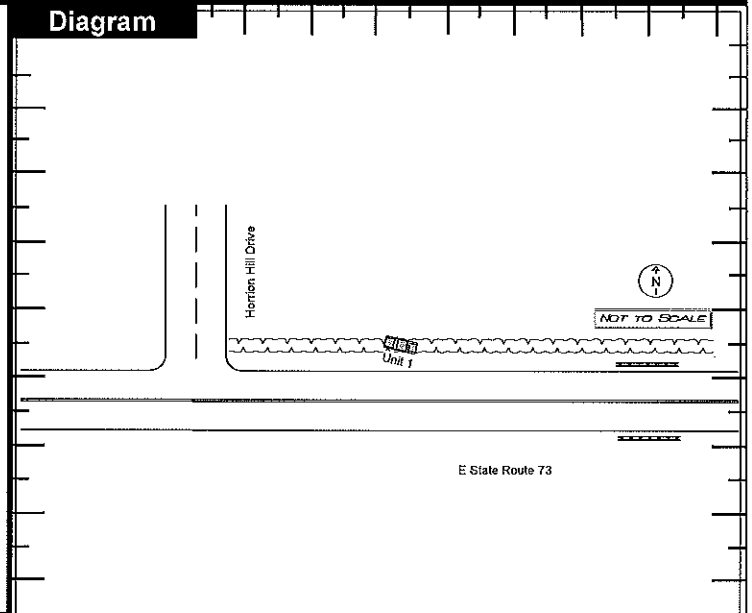 Diagram
Horrion Hill Drive
N
NOT TO SCALE
Unit 1
E State Route 73